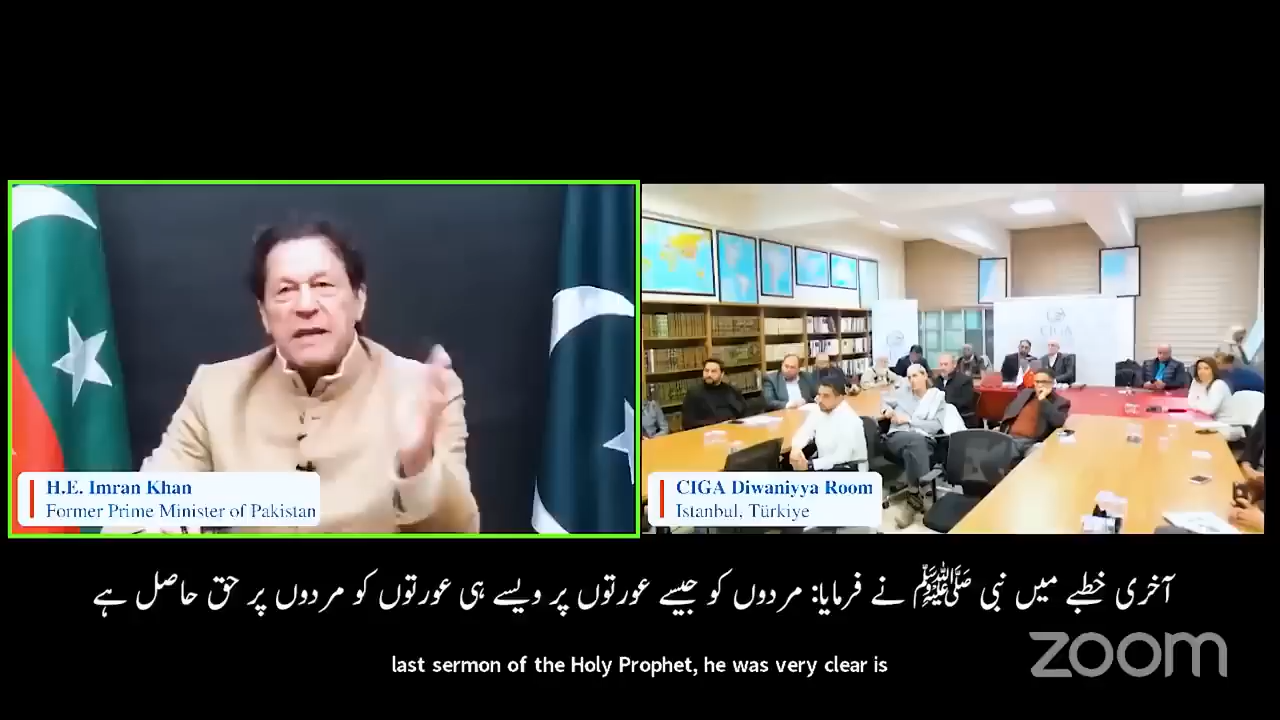 CIGA
H.E. Imran Khan
Former Prime Minister of Pakistan
CIGA Diwaniyya Room
Istanbul, Türkiye
آخری خطبے میں نبی ﷺ نے فرمایا: مردوں کو جیسے عورتوں پر ویسے ہی عورتوں کو مردوں پر حق حاصل ہے
last sermon of the Holy Prophet, he was very clear is
zoom